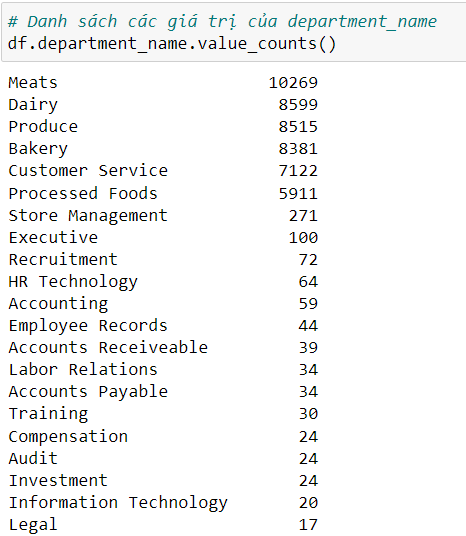 # Danh sách các giá trị của department_name
df.department_name.value_counts()
Meats 10269
Dairy 8599
Produce 8515
Bakery 8381
Customer Service 7122
Processed Foods 5911
Store Management 271
Executive 100
Recruitment 72
HR Technology 64
Accounting 59
Employee Records 44
Accounts Receiveable 39
Labor Relations 34
Accounts Payable 34
Training 30
Compensation 24
Audit 24
Investment 24
Information Technology 20
Legal 17